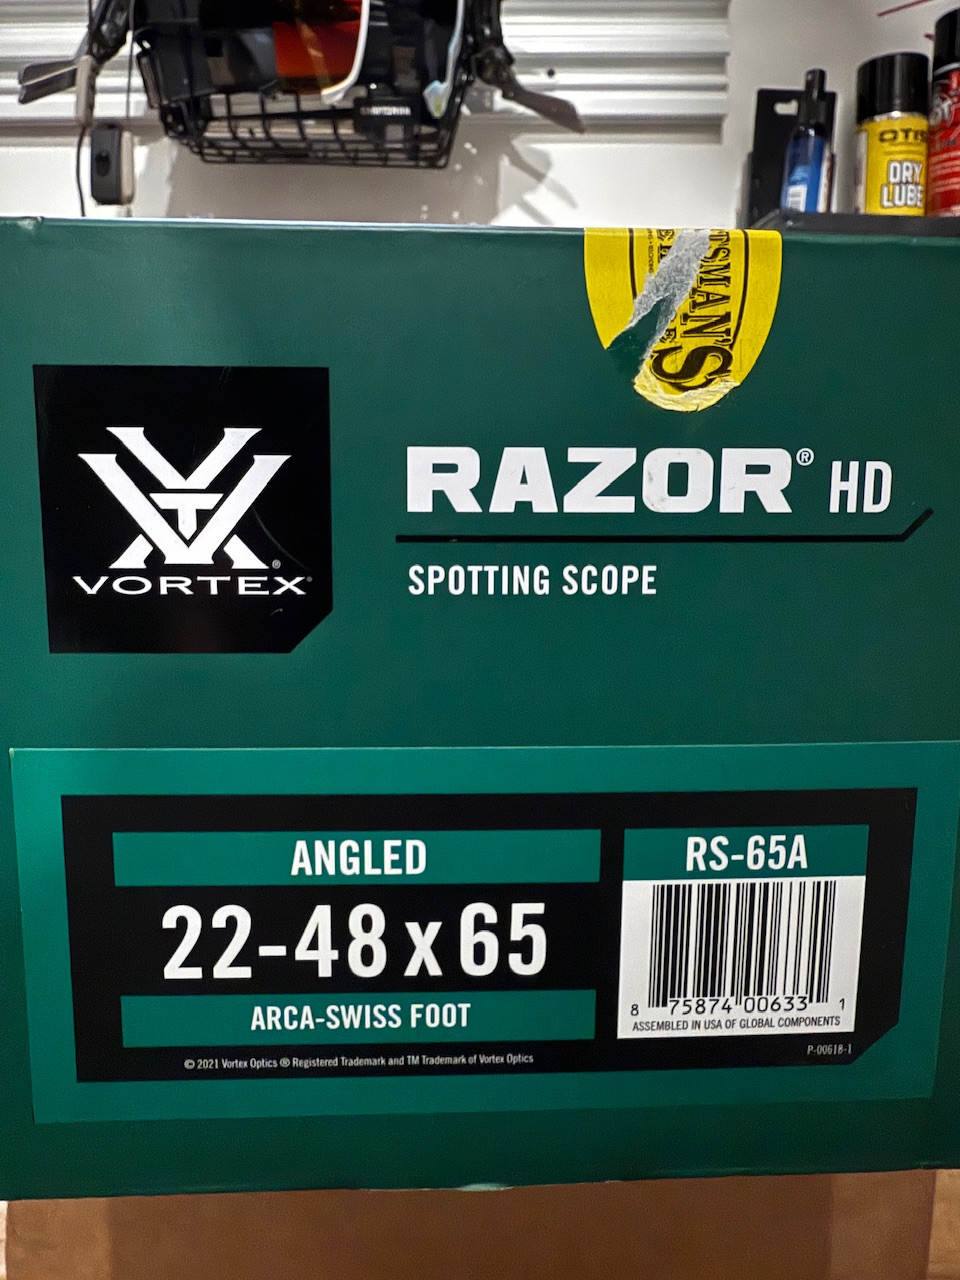 OTIS
DRY
LUBE
TSMAN'S
VORTEX®
RAZOR® HD
SPOTTING SCOPE
ANGLED
22-48 x 65
ARCA-SWISS FOOT
© 2021 Vortex Optics ® Registered Trademark and TM Trademark of Vortex Optics
RS-65A
8 75874 00633 1
ASSEMBLED IN USA OF GLOBAL COMPONENTS
P-00618-1